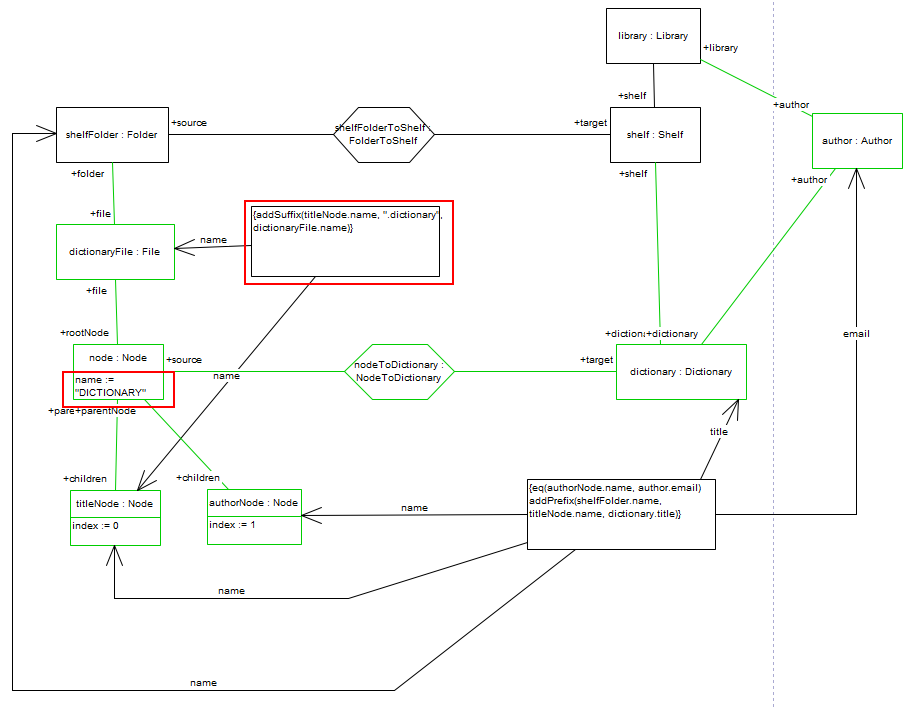 library : Library
+library
+shelf
+author
shelfFolder : Folder
+source
shelfFolderToShelf :
FolderToShelf
+target
shelf : Shelf
author : Author
+folder
+shelf
+author
+file
{addSuffix(titleNode.name, ".dictionary",
dictionaryFile.name)}
name
dictionaryFile : File
+file
+rootNode
+dictionary
email
node : Node
+source
nodeToDictionary :
NodeToDictionary
+target
dictionary : Dictionary
name :=
"DICTIONARY"
name
+parentNode
title
+children
+children
titleNode : Node
index := 0
authorNode : Node
index := 1
name
{eq(authorNode.name, author.email)
addPrefix(shelfFolder.name,
titleNode.name, dictionary.title)}
name
name